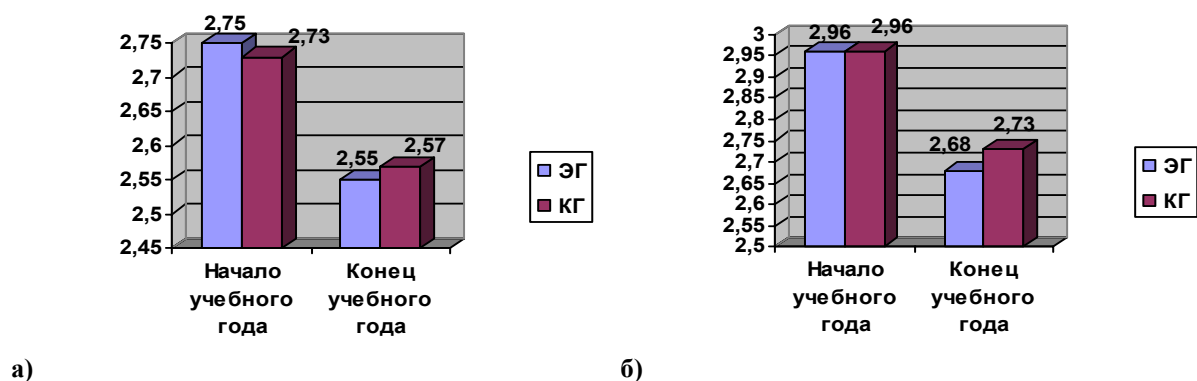 2,75
2,73
2,55
2,57
2,75
2,7
2,65
2,6
2,55
2,5
2,45
Начало учебного года
Конец учебного года
ЭГ
КГ
а)
2,96
2,96
2,68
2,73
3
2,95
2,9
2,85
2,8
2,75
2,7
2,65
2,6
2,55
2,5
Начало учебного года
Конец учебного года
ЭГ
КГ
б)